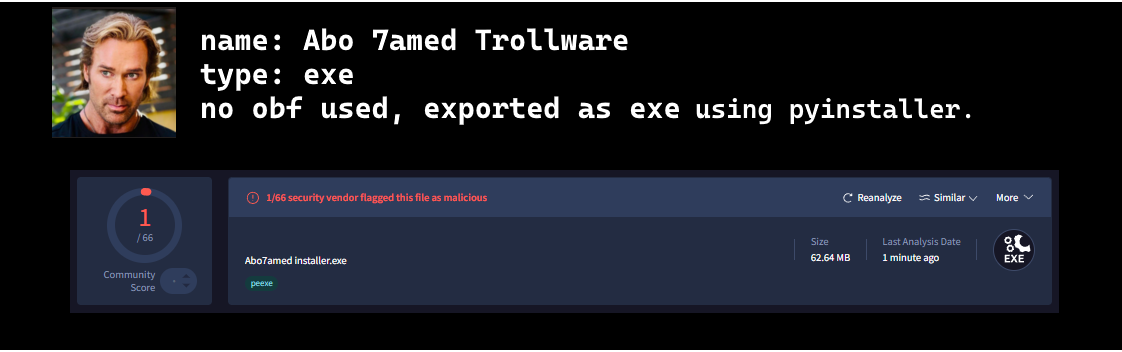 name: Abo 7amed Trollware
type: exe
no obf used, exported as exe using pyinstaller.
1
/ 66
Community
Score
1/66 security vendor flagged this file as malicious
Reanalyze
Similar
More
Abo7amed installer.exe
peexe
Size
62.64 MB
Last Analysis Date
1 minute ago
EXE